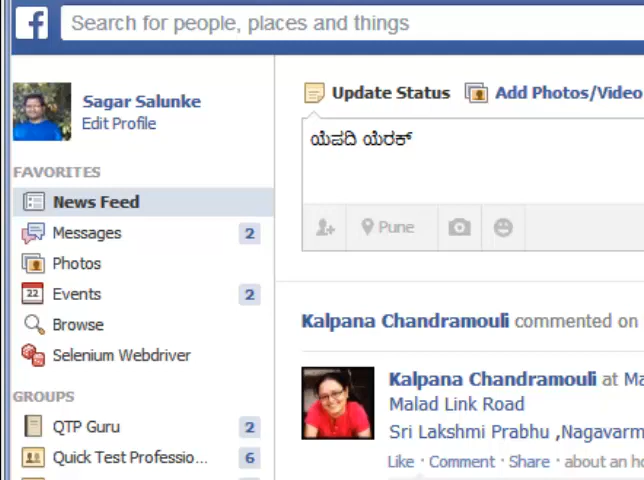 f Search for people, places and things
Sagar Salunke
Edit Profile
Update Status Add Photos/Video
ಯೆಪದಿ ಯೆರಕ್
Pune
FAVORITES
News Feed
Messages 2
Photos
22 Events 2
Browse
Selenium Webdriver
GROUPS
QTP Guru 2
Quick Test Professio... 6
Kalpana Chandramouli commented on
Kalpana Chandramouli at Ma
Malad Link Road
Sri Lakshmi Prabhu ,Nagavarm
Like · Comment · Share · about an ho